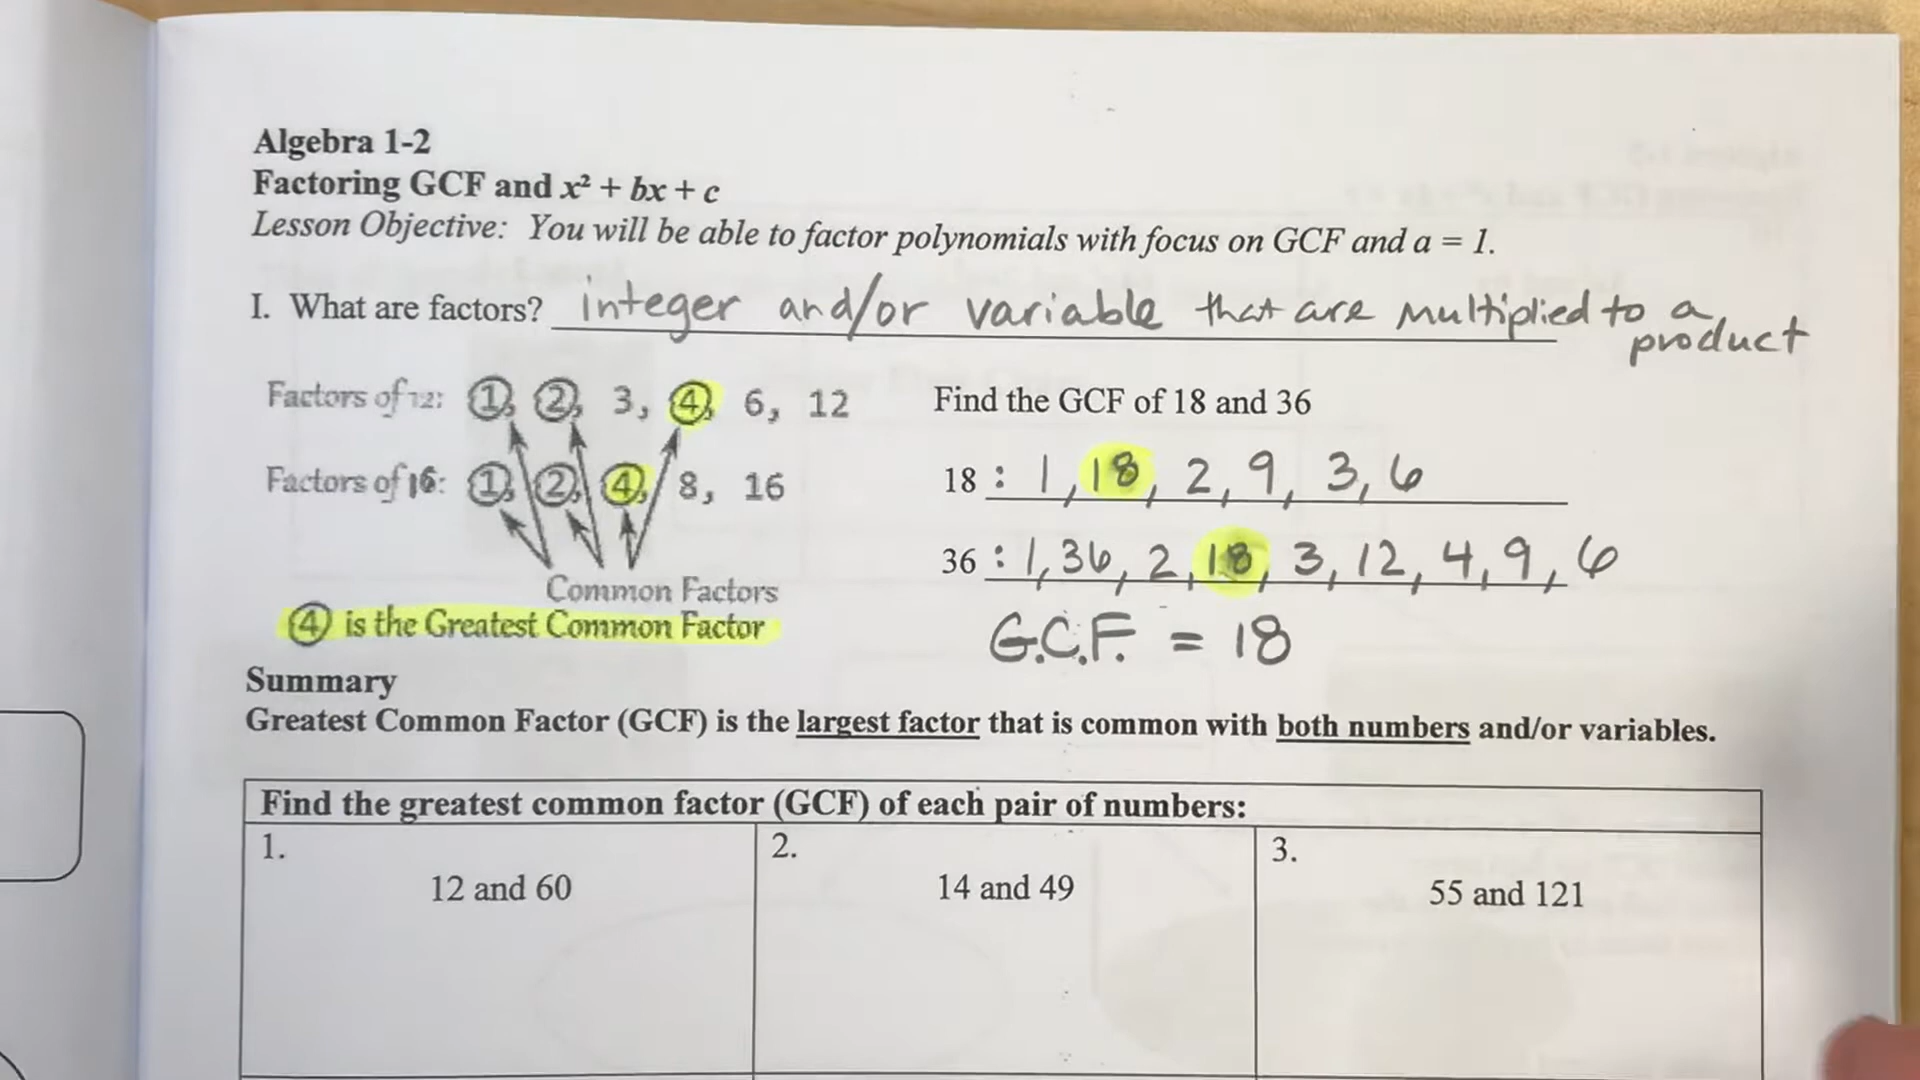 Algebra 1-2
Factoring GCF and x² + bx + c
Lesson Objective: You will be able to factor polynomials with focus on GCF and a = 1.
I. What are factors? integer and/or variable that are multiplied to a
product
Factors of 12: 1, 2, 3, 4, 6, 12
Factors of 16: 1, 2, 4, 8, 16
Common Factors
4 is the Greatest Common Factor
Find the GCF of 18 and 36
18 : 1, 18, 2, 9, 3, 6
36 : 1, 36, 2, 18, 3, 12, 4, 9, 6
G.C.F. = 18
Summary
Greatest Common Factor (GCF) is the largest factor that is common with both numbers and/or variables.
Find the greatest common factor (GCF) of each pair of numbers:
1.
12 and 60
2.
14 and 49
3.
55 and 121